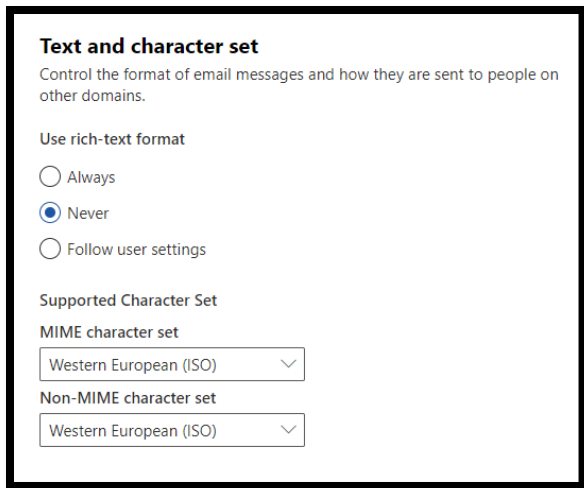 Text and character set
Control the format of email messages and how they are sent to people on
other domains.
Use rich-text format
Always
Never
Follow user settings
Supported Character Set
MIME character set
Western European (ISO)
Non-MIME character set
Western European (ISO)